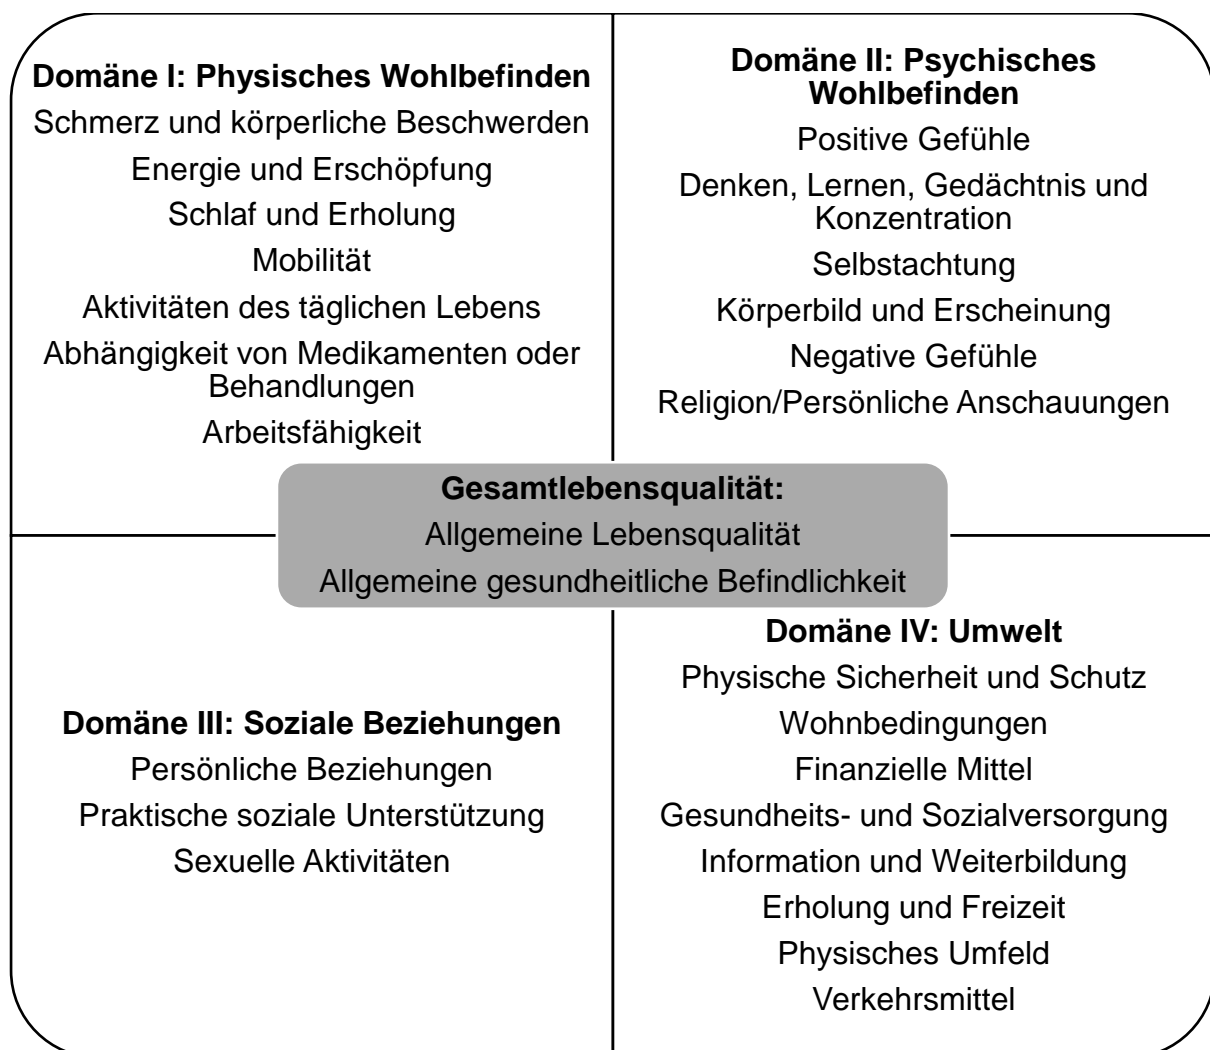 Domäne I: Physisches Wohlbefinden
Schmerz und körperliche Beschwerden
Energie und Erschöpfung
Schlaf und Erholung
Mobilität
Aktivitäten des täglichen Lebens
Abhängigkeit von Medikamenten oder
Behandlungen
Arbeitsfähigkeit
Domäne II: Psychisches
Wohlbefinden
Positive Gefühle
Denken, Lernen, Gedächtnis und
Konzentration
Selbstachtung
Körperbild und Erscheinung
Negative Gefühle
Religion/Persönliche Anschauungen
Gesamtlebensqualität:
Allgemeine Lebensqualität
Allgemeine gesundheitliche Befindlichkeit
Domäne III: Soziale Beziehungen
Persönliche Beziehungen
Praktische soziale Unterstützung
Sexuelle Aktivitäten
Domäne IV: Umwelt
Physische Sicherheit und Schutz
Wohnbedingungen
Finanzielle Mittel
Gesundheits- und Sozialversorgung
Information und Weiterbildung
Erholung und Freizeit
Physisches Umfeld
Verkehrsmittel